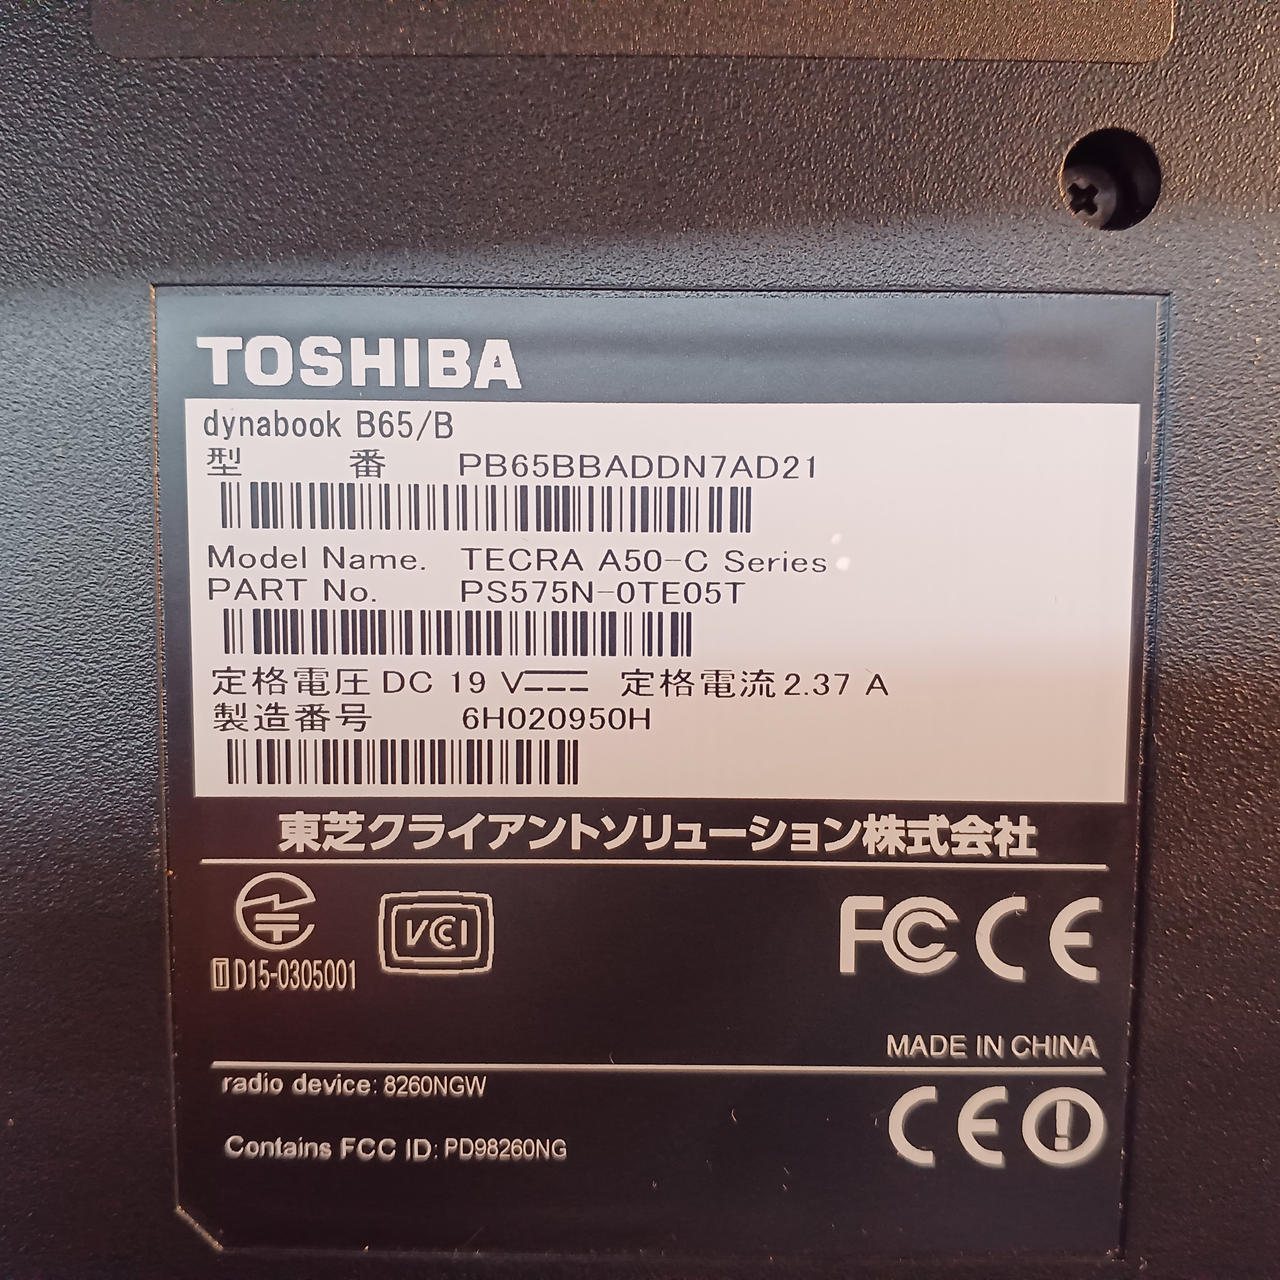 TOSHIBA
dynabook B65/B
型 番 PB65BBADDN7AD21
Model Name. TECRA A50-C Series
PART No. PS575N-0TE05T
定格電圧 DC 19 V 定格電流 2.37 A
製造番号 6H020950H
東芝クライアントソリューション株式会社
VCCI
FC CE
T D15-0305001
MADE IN CHINA
radio device: 8260NGW
CE
Contains FCC ID: PD98260NG